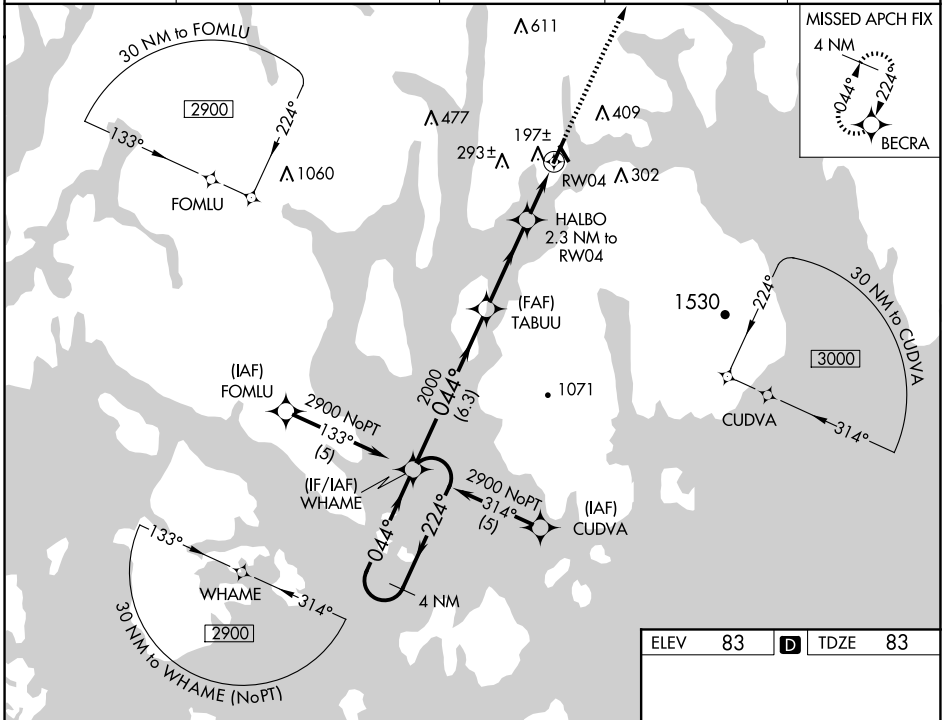 30 NM to FOMLU
2900
133°
224°
FOMLU
1060
611
477
409
197±
293±
302
RW04
HALBO
2.3 NM to
RW04
MISSED APCH FIX
4 NM
044°
224°
BECRA
(FAF)
TABUU
1530
224°
30 NM to CUDVA
3000
CUDVA
314°
(IAF)
FOMLU
2900 NoPT
133°
(5)
2000
044°
(6.3)
1071
(IF/IAF)
WHAME
2900 NoPT
314°
(5)
(IAF)
CUDVA
044°
224°
4 NM
133°
WHAME
314°
2900
30 NM to WHAME (NoPT)
ELEV 83 D TDZE 83